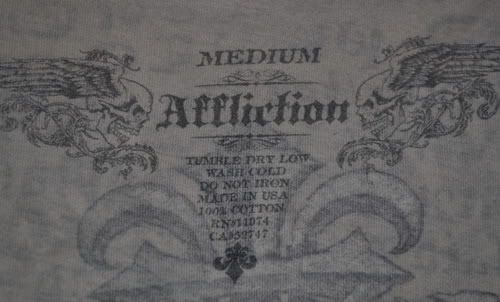 MEDIUM
Affliction
TUMBLE DRY LOW
WASH COLD
DO NOT IRON
MADE IN USA
100% COTTON